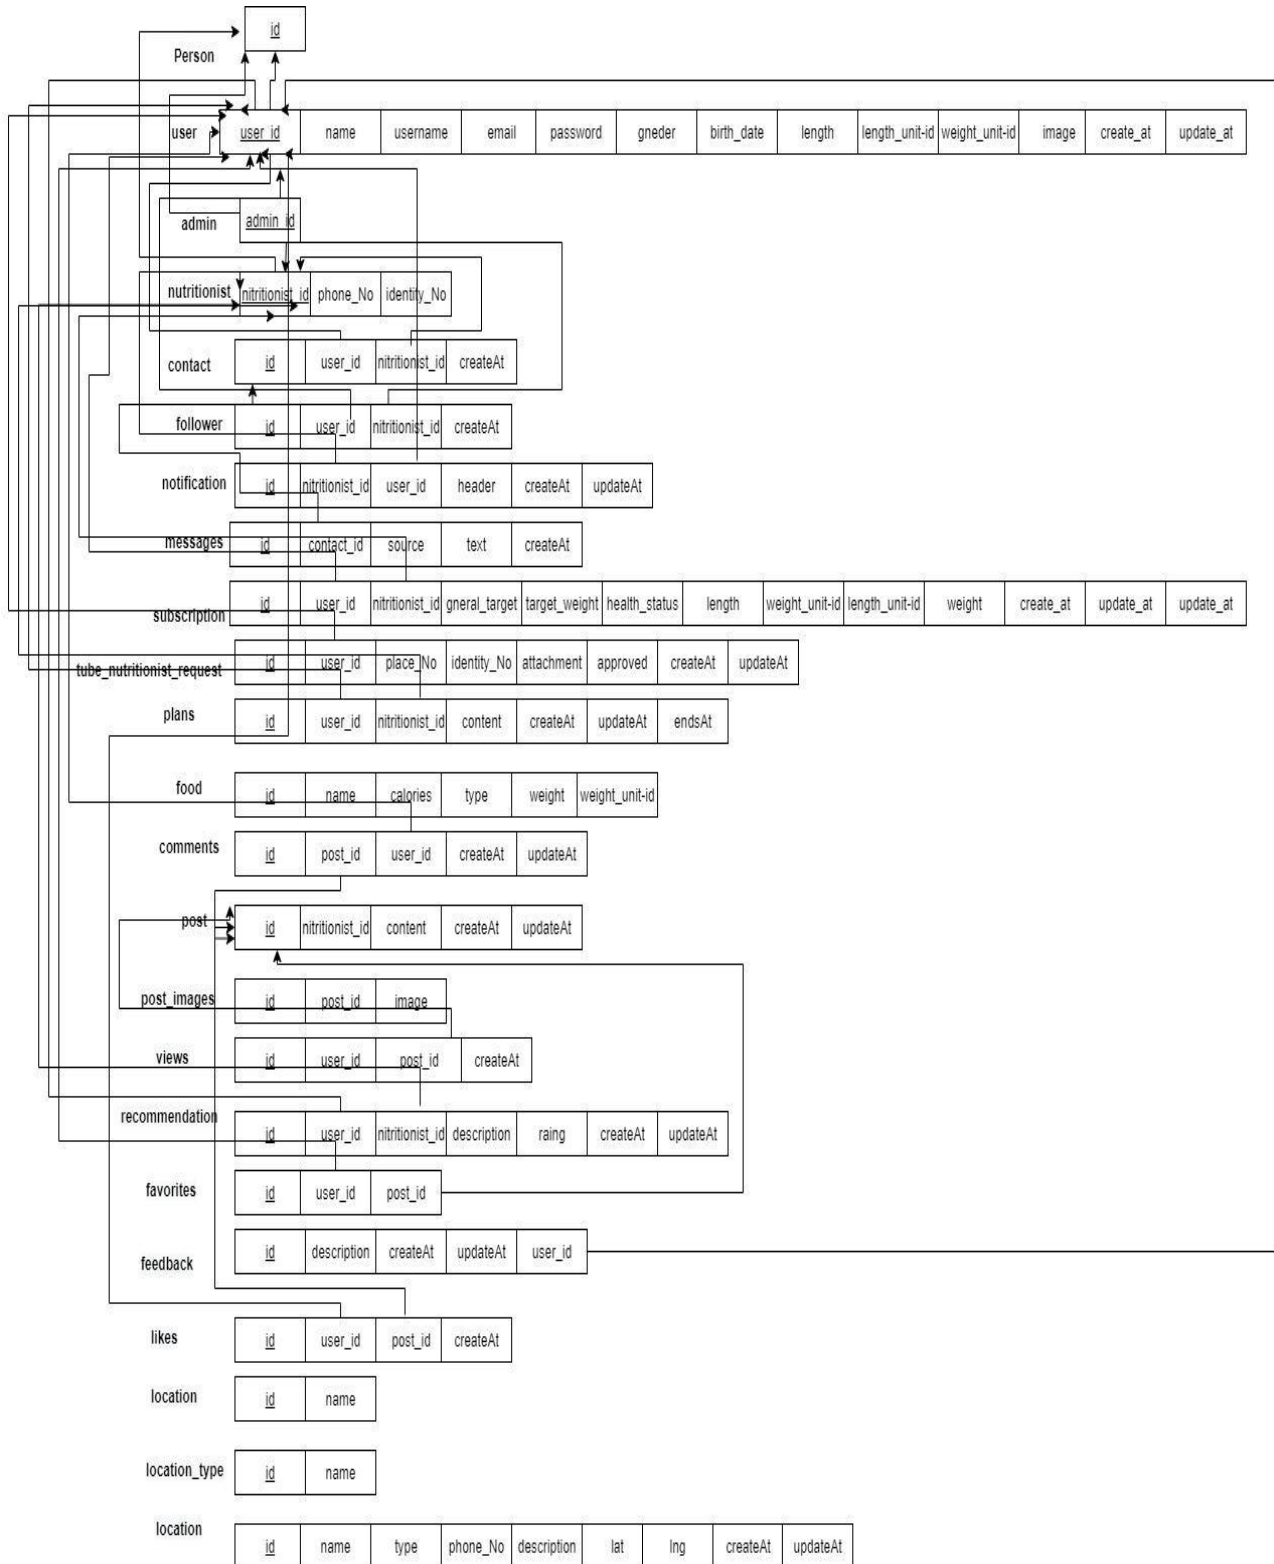 id
Person
user user_id name username email password gneder birth_date length length_unit-id weight_unit-id image create_at update_at
admin admin_id
nutritionist nitritionist_id phone_No identity_No
contact id user_id nitritionist_id createAt
follower id user_id nitritionist_id createAt
notification id nitritionist_id user_id header createAt updateAt
messages id contact_id source text createAt
subscription id user_id nitritionist_id gneral_target target_weight health_status length weight_unit-id length_unit-id weight create_at update_at update_at
tube_nutritionist_request id user_id place_No identity_No attachment approved createAt updateAt
plans id user_id nitritionist_id content createAt updateAt endsAt
food id name calories type weight weight_unit-id
comments id post_id user_id createAt updateAt
post id nitritionist_id content createAt updateAt
post_images id post_id image
views id user_id post_id createAt
recommendation id user_id nitritionist_id description raing createAt updateAt
favorites id user_id post_id
feedback id description createAt updateAt user_id
likes id user_id post_id createAt
location id name
location_type id name
location id name type phone_No description lat lng createAt updateAt